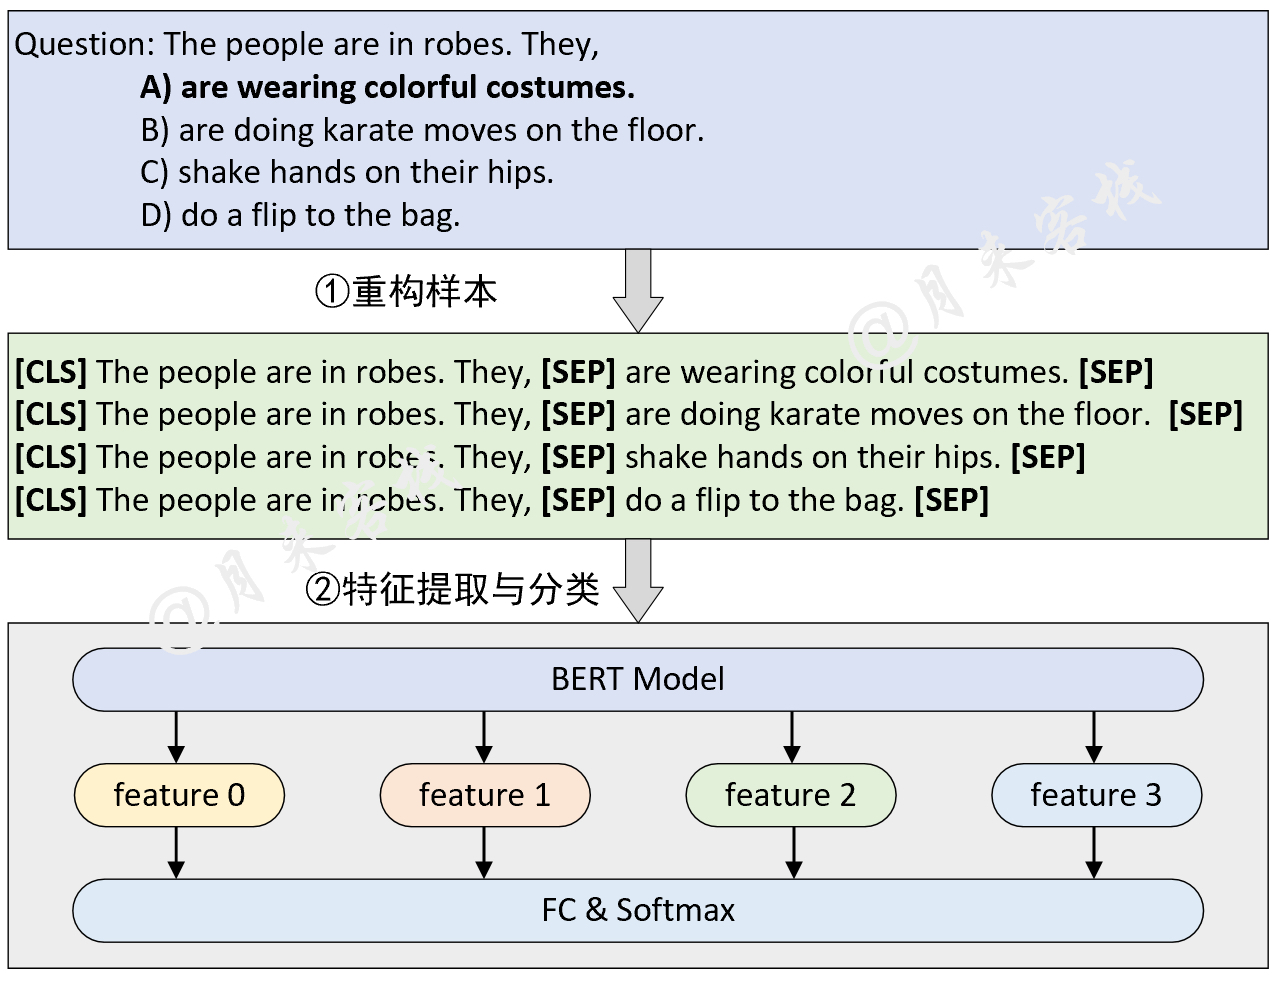 Question: The people are in robes. They,
A) are wearing colorful costumes.
B) are doing karate moves on the floor.
C) shake hands on their hips.
D) do a flip to the bag.
@月来客栈
①重构样本
[CLS] The people are in robes. They, [SEP] are wearing colorful costumes. [SEP]
[CLS] The people are in robes. They, [SEP] are doing karate moves on the floor. [SEP]
[CLS] The people are in robes. They, [SEP] shake hands on their hips. [SEP]
[CLS] The people are in robes. They, [SEP] do a flip to the bag. [SEP]
@月来客栈
②特征提取与分类
BERT Model
feature 0
feature 1
feature 2
feature 3
FC & Softmax